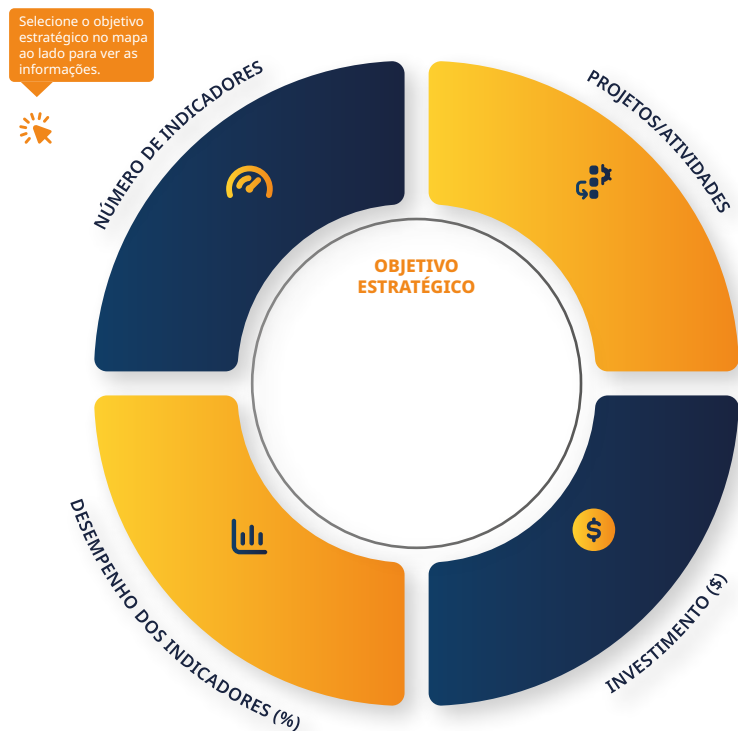 Selecione o objetivo
estratégico no mapa
ao lado para ver as
informações.
NÚMERO DE INDICADORES
PROJETOS/ATIVIDADES
OBJETIVO
ESTRATÉGICO
$
DESEMPENHO DOS INDICADORES (%)
INVESTIMENTO ($)